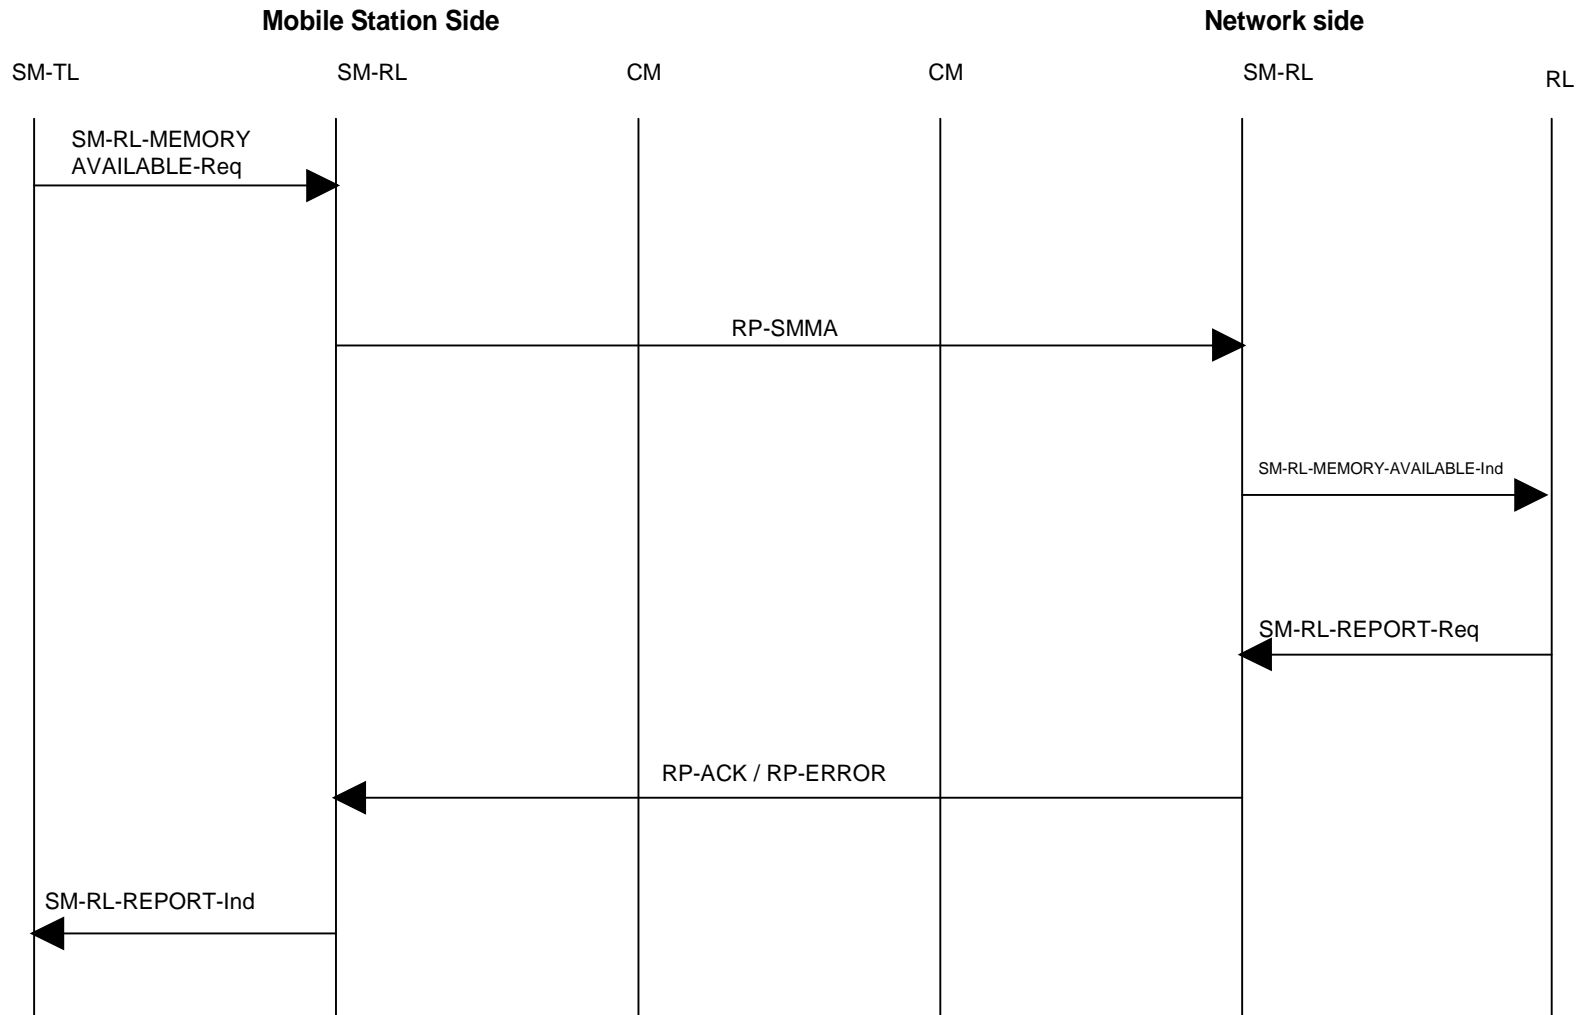 Mobile Station Side
Network side
SM-TL
SM-RL
CM
CM
SM-RL
RL
SM-RL-MEMORY
AVAILABLE-Req
RP-SMMA
SM-RL-MEMORY-AVAILABLE-Ind
SM-RL-REPORT-Req
RP-ACK / RP-ERROR
SM-RL-REPORT-Ind